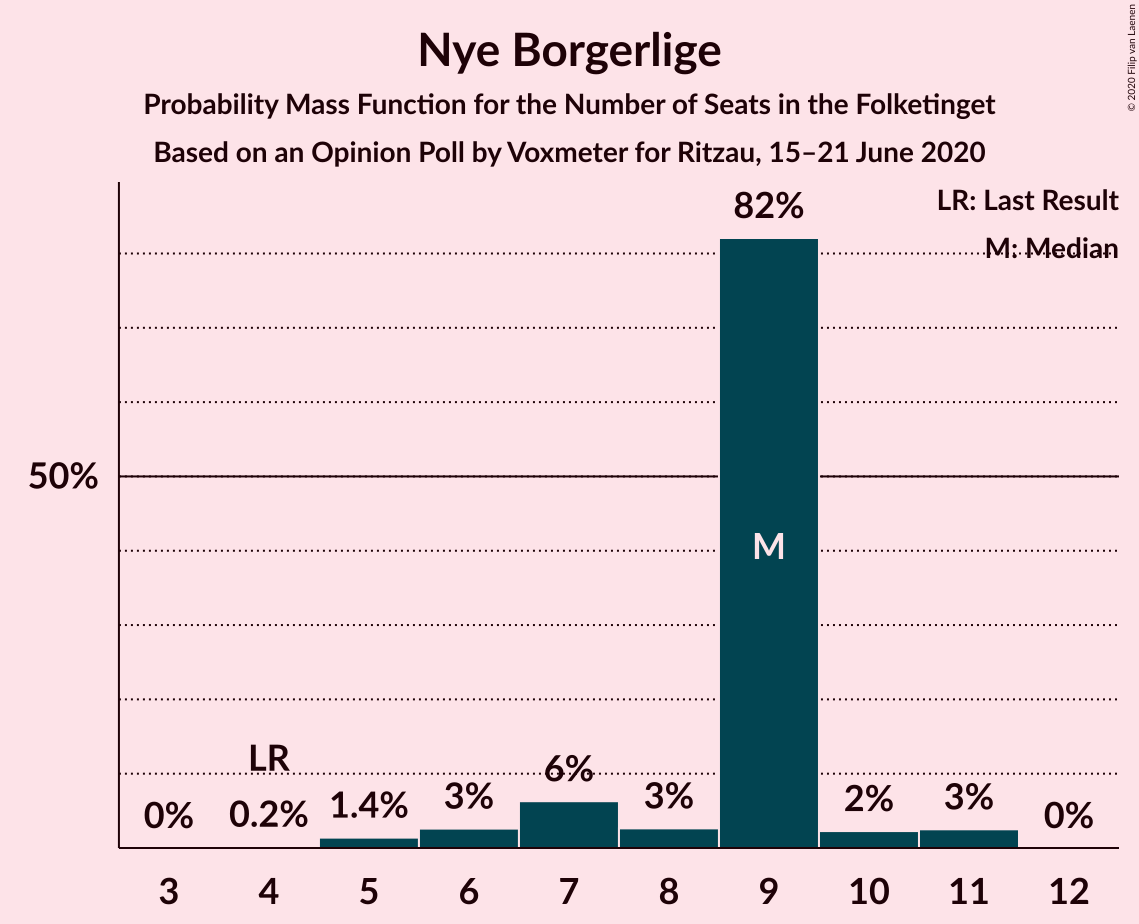 Nye Borgerlige
Probability Mass Function for the Number of Seats in the Folketinget
Based on an Opinion Poll by Voxmeter for Ritzau, 15–21 June 2020
© 2020 Filip van Laenen
LR: Last Result
M: Median
82%
50%
M
LR
0%
0.2%
1.4%
3%
6%
3%
2%
3%
0%
3 4 5 6 7 8 9 10 11 12